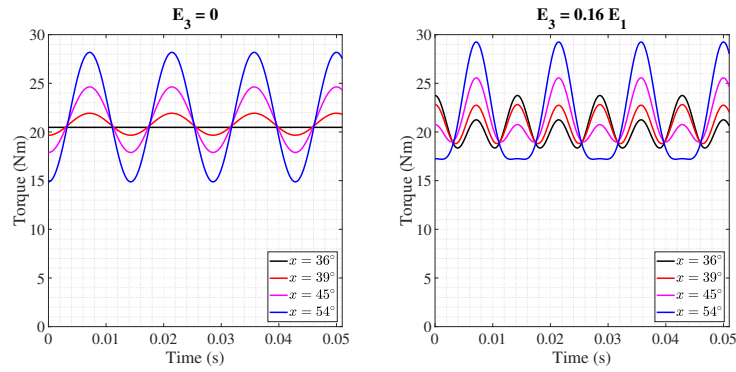 E₃ = 0
30
25
20
15
10
5
0
Torque (Nm)
0
0.01
0.02
0.03
0.04
0.05
Time (s)
x = 36°
x = 39°
x = 45°
x = 54°
E₃ = 0.16 E₁
30
25
20
15
10
5
0
Torque (Nm)
0
0.01
0.02
0.03
0.04
0.05
Time (s)
x = 36°
x = 39°
x = 45°
x = 54°